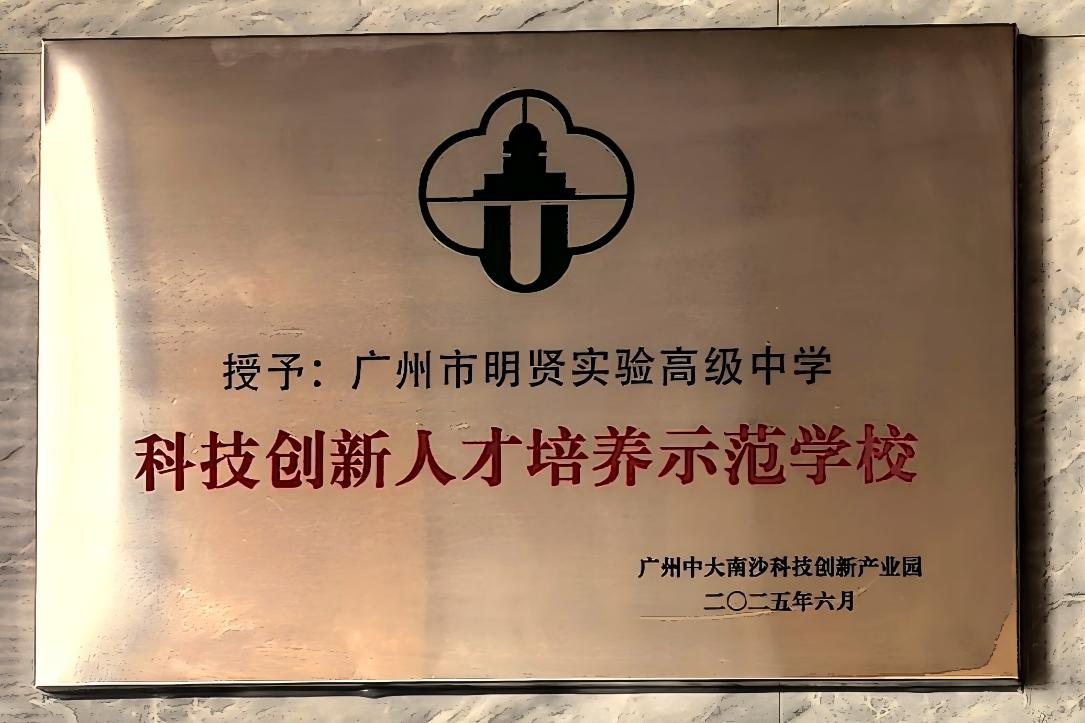 授予：广州市明贤实验高级中学
科技创新人才培养示范学校
广州中大南沙科技创新产业园
二〇二五年六月